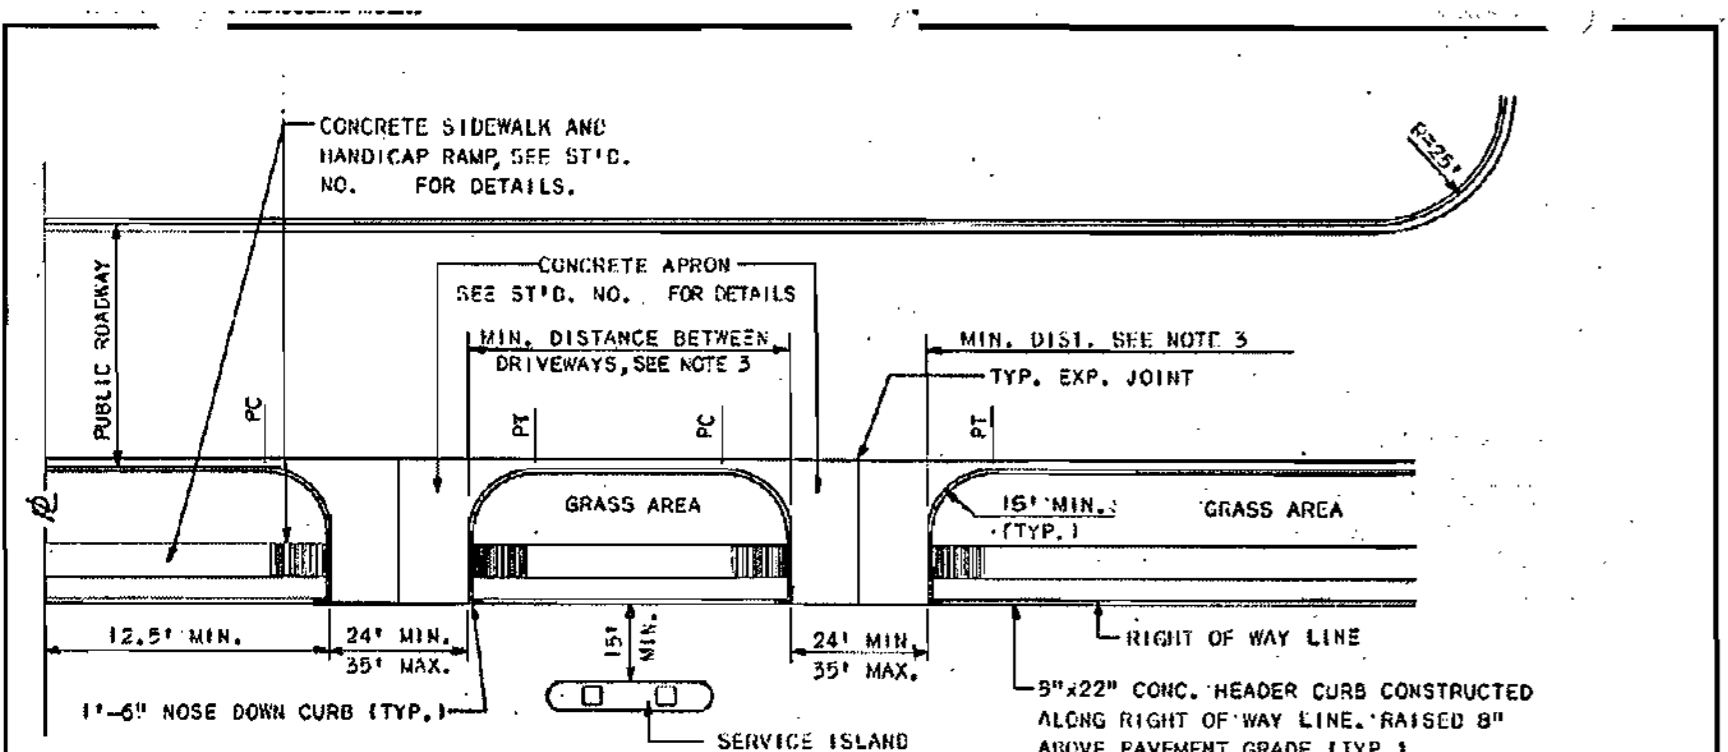 CONCRETE SIDEWALK AND
HANDICAP RAMP, SEE ST'D.
NO. FOR DETAILS.
R=25'
PUBLIC ROADWAY
CONCRETE APRON
SEE ST'D. NO. FOR DETAILS
MIN. DISTANCE BETWEEN
DRIVEWAYS, SEE NOTE 3
MIN. DIST. SEE NOTE 3
TYP. EXP. JOINT
PC
PT
PC
PT
GRASS AREA
15' MIN.
(TYP.)
GRASS AREA
12.5' MIN.
24' MIN.
35' MAX.
15'
MIN.
24' MIN.
35' MAX.
RIGHT OF WAY LINE
1'-6" NOSE DOWN CURB (TYP.)
SERVICE ISLAND
CONC. HEADER CURB CONSTRUCTED
ALONG RIGHT OF WAY LINE. RAISED 8"
ABOVE PAVEMENT GRADE (TYP.)